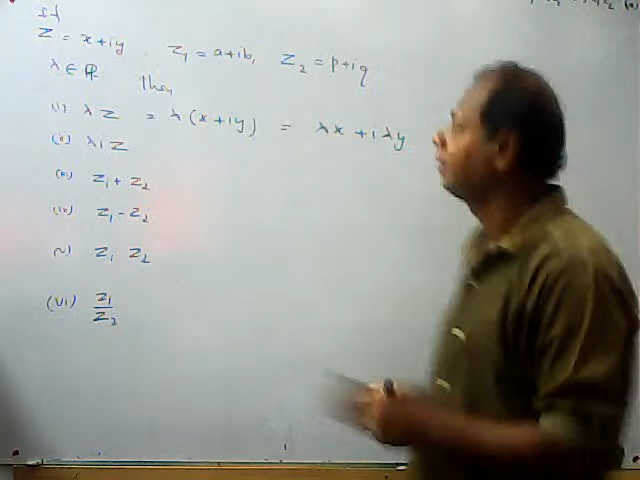 If
Z = x+iy Z₁ = a+ib, Z₂ = p+iq
λ ∈ ℝ Then
(i) λ Z = λ (x+iy) = λx + iλy
(ii) λi Z
(iii) Z₁ + Z₂
(iv) Z₁ - Z₂
(v) Z₁ Z₂
(vi) Z₁
Z₂